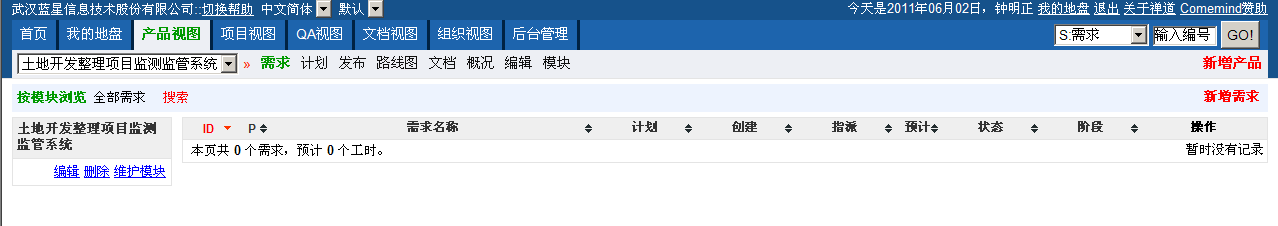 武汉蓝星信息技术股份有限公司::切换帮助 中文简体 默认 今天是2011年06月02日，钟明正 我的地盘 退出 关于禅道 Comemind赞助
首页 我的地盘 产品视图 项目视图 QA视图 文档视图 组织视图 后台管理 S:需求 输入编号 GO!
土地开发整理项目监测监管系统 » 需求 计划 发布 路线图 文档 概况 编辑 模块 新增产品
按模块浏览 全部需求 搜索 新增需求
土地开发整理项目监测
监管系统
编辑 删除 维护模块
ID P 需求名称 计划 创建 指派 预计 状态 阶段 操作
本页共 0 个需求，预计 0 个工时。 暂时没有记录